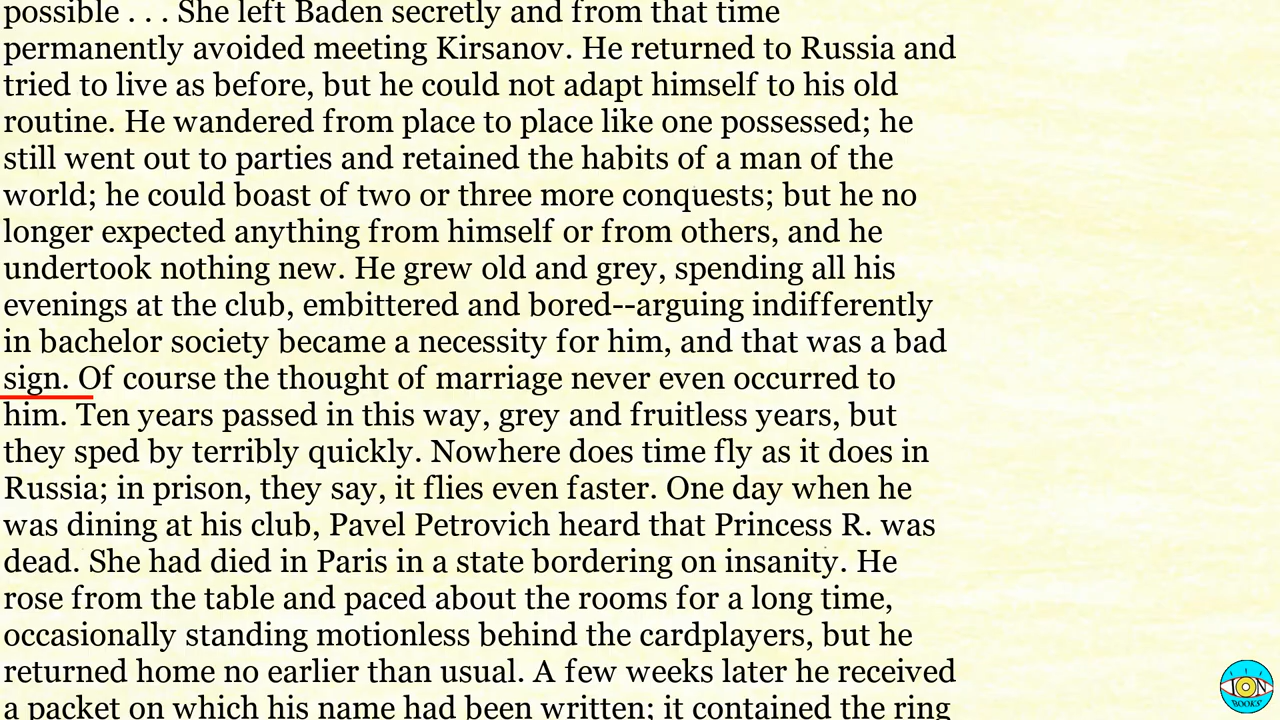 possible . . . She left Baden secretly and from that time
permanently avoided meeting Kirsanov. He returned to Russia and
tried to live as before, but he could not adapt himself to his old
routine. He wandered from place to place like one possessed; he
still went out to parties and retained the habits of a man of the
world; he could boast of two or three more conquests; but he no
longer expected anything from himself or from others, and he
undertook nothing new. He grew old and grey, spending all his
evenings at the club, embittered and bored--arguing indifferently
in bachelor society became a necessity for him, and that was a bad
sign. Of course the thought of marriage never even occurred to
him. Ten years passed in this way, grey and fruitless years, but
they sped by terribly quickly. Nowhere does time fly as it does in
Russia; in prison, they say, it flies even faster. One day when he
was dining at his club, Pavel Petrovich heard that Princess R. was
dead. She had died in Paris in a state bordering on insanity. He
rose from the table and paced about the rooms for a long time,
occasionally standing motionless behind the cardplayers, but he
returned home no earlier than usual. A few weeks later he received
a packet on which his name had been written; it contained the ring
ION
BOOKS